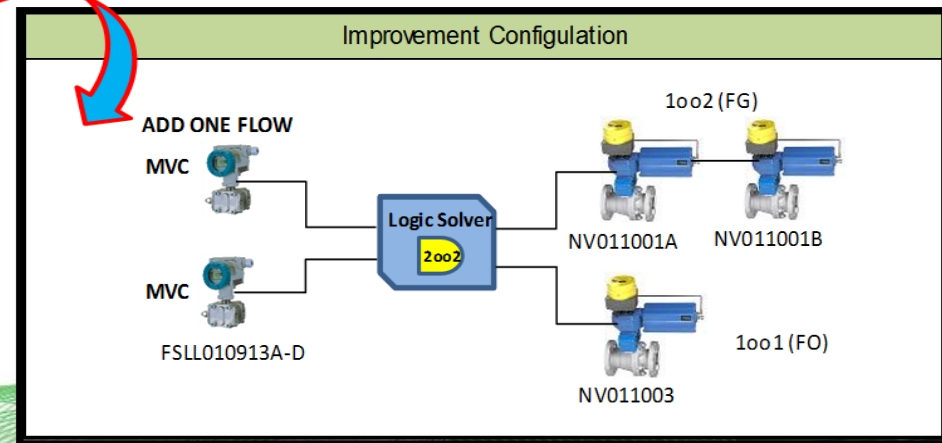 Improvement Configulation
ADD ONE FLOW
MVC
1oo2 (FG)
Logic Solver
2oo2
NV011001A
NV011001B
MVC
FSLL010913A-D
1oo1 (FO)
NV011003